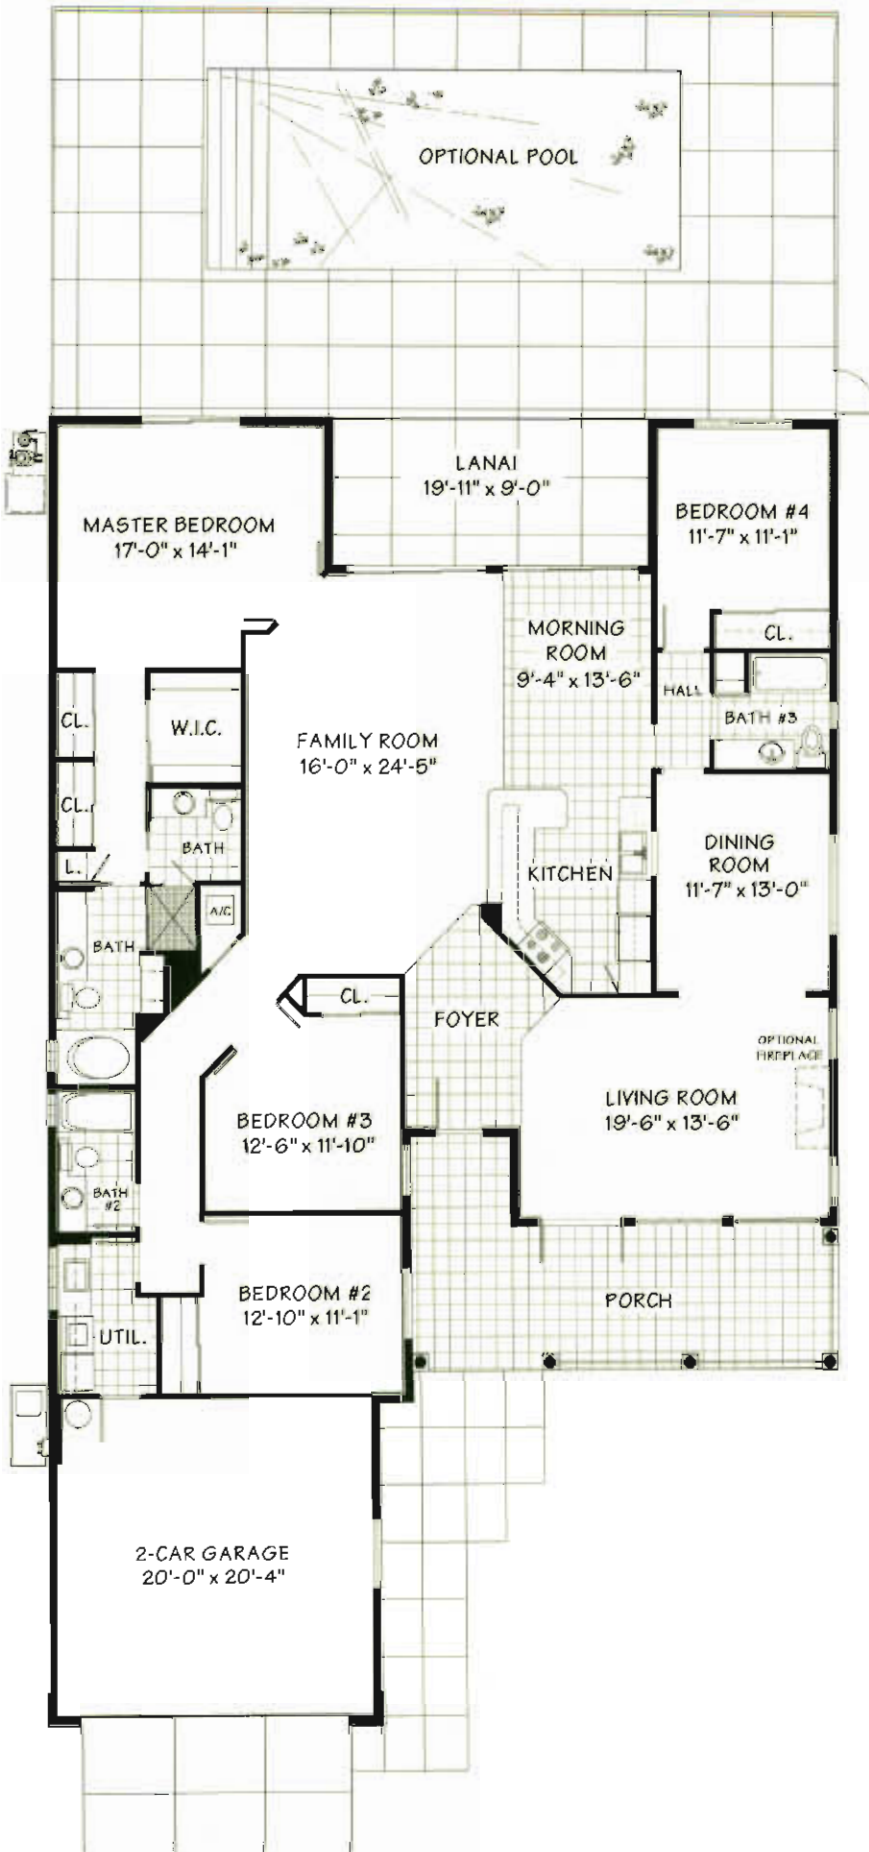 OPTIONAL POOL
LANAI
19'-11" x 9'-0"
MASTER BEDROOM
17'-0" x 14'-1"
BEDROOM #4
11'-7" x 11'-1"
CL.
MORNING
ROOM
9'-4" x 13'-6"
HALL
BATH #3
CL.
W.I.C.
FAMILY ROOM
16'-0" x 24'-5"
CL.
BATH
L.
KITCHEN
DINING
ROOM
11'-7" x 13'-0"
A/C
BATH
CL.
FOYER
OPTIONAL
FIREPLACE
LIVING ROOM
19'-6" x 13'-6"
BEDROOM #3
12'-6" x 11'-10"
BATH
#2
BEDROOM #2
12'-10" x 11'-1"
PORCH
UTIL.
2-CAR GARAGE
20'-0" x 20'-4"